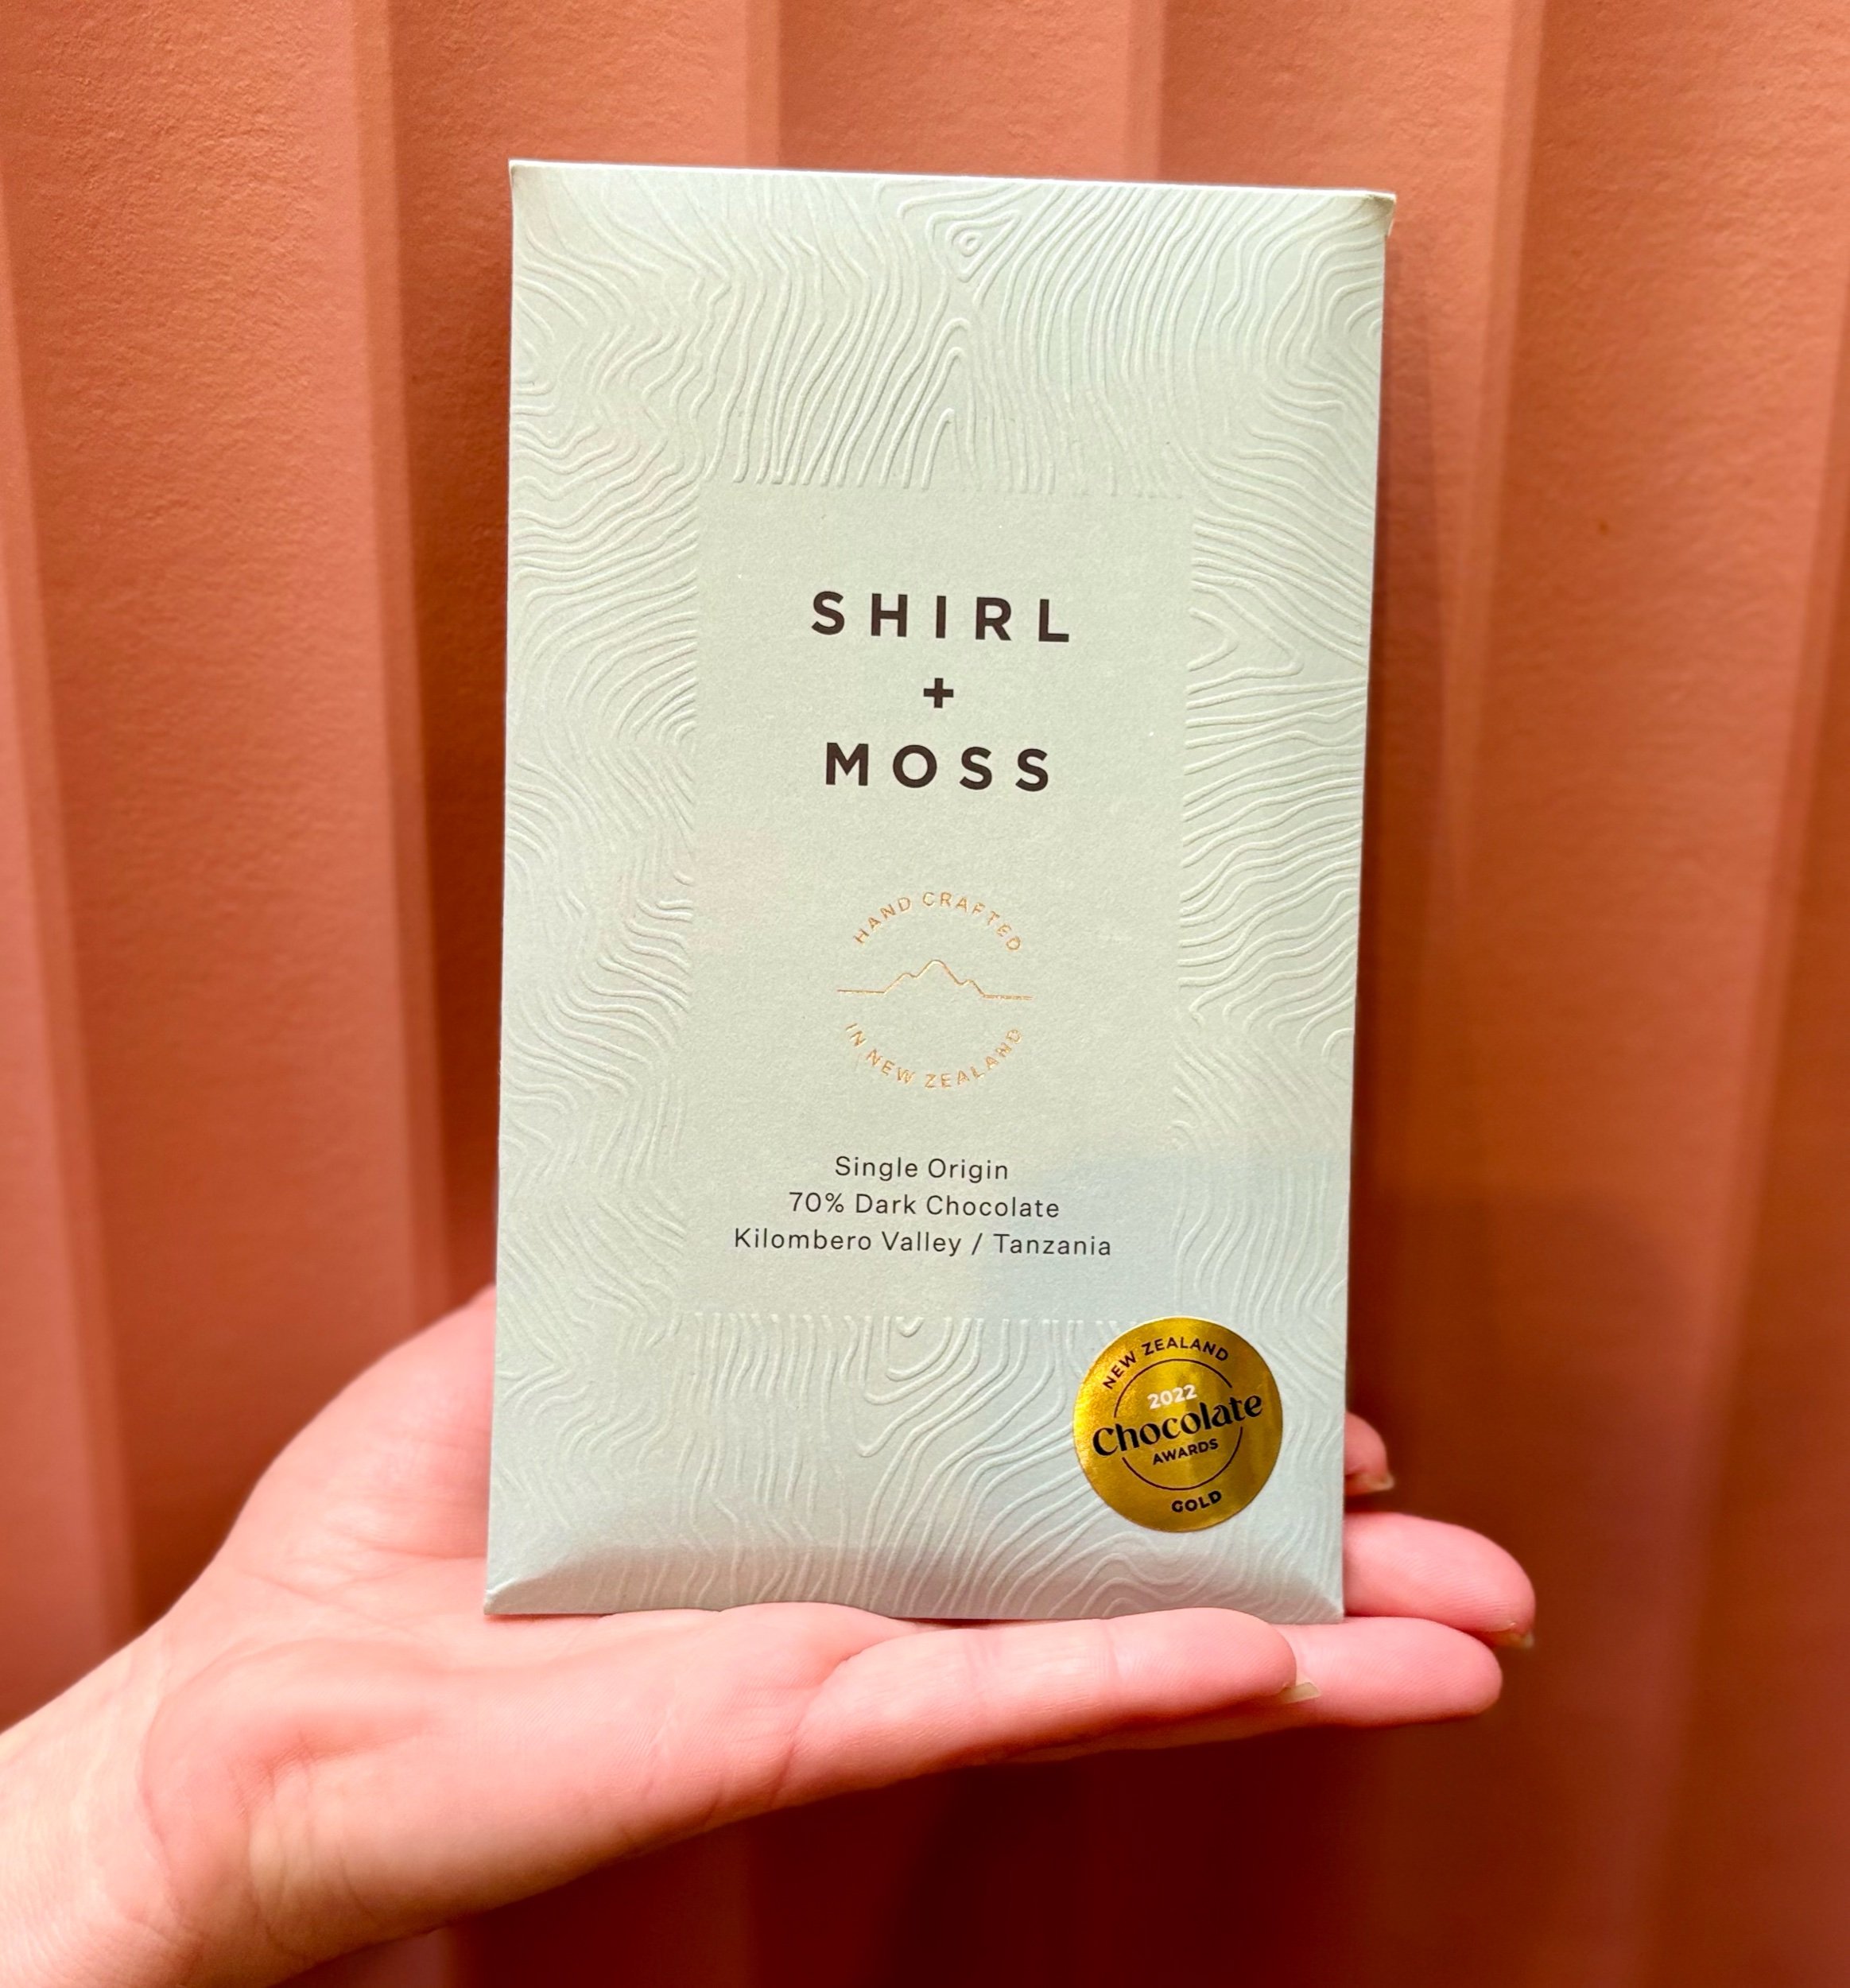 SHIRL
+
MOSS
HAND CRAFTED
IN NEW ZEALAND
Single Origin
70% Dark Chocolate
Kilombero Valley / Tanzania
NEW ZEALAND
2022
Chocolate
AWARDS
GOLD